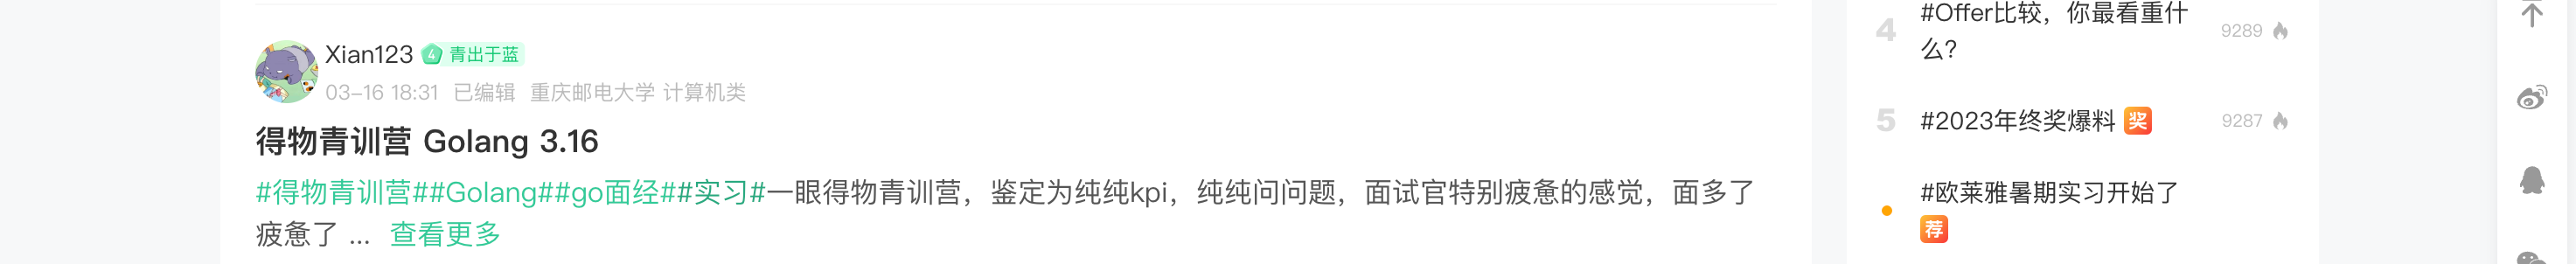 Xian123 4 青出于蓝
03-16 18:31 已编辑 重庆邮电大学 计算机类
得物青训营 Golang 3.16
#得物青训营##Golang##go面经##实习#一眼得物青训营，鉴定为纯纯kpi，纯纯问问题，面试官特别疲惫的感觉，面多了
疲惫了 ... 查看更多
4 #Offer比较，你最看重什
么？ 9289
5 #2023年终奖爆料 奖 9287
#欧莱雅暑期实习开始了
荐